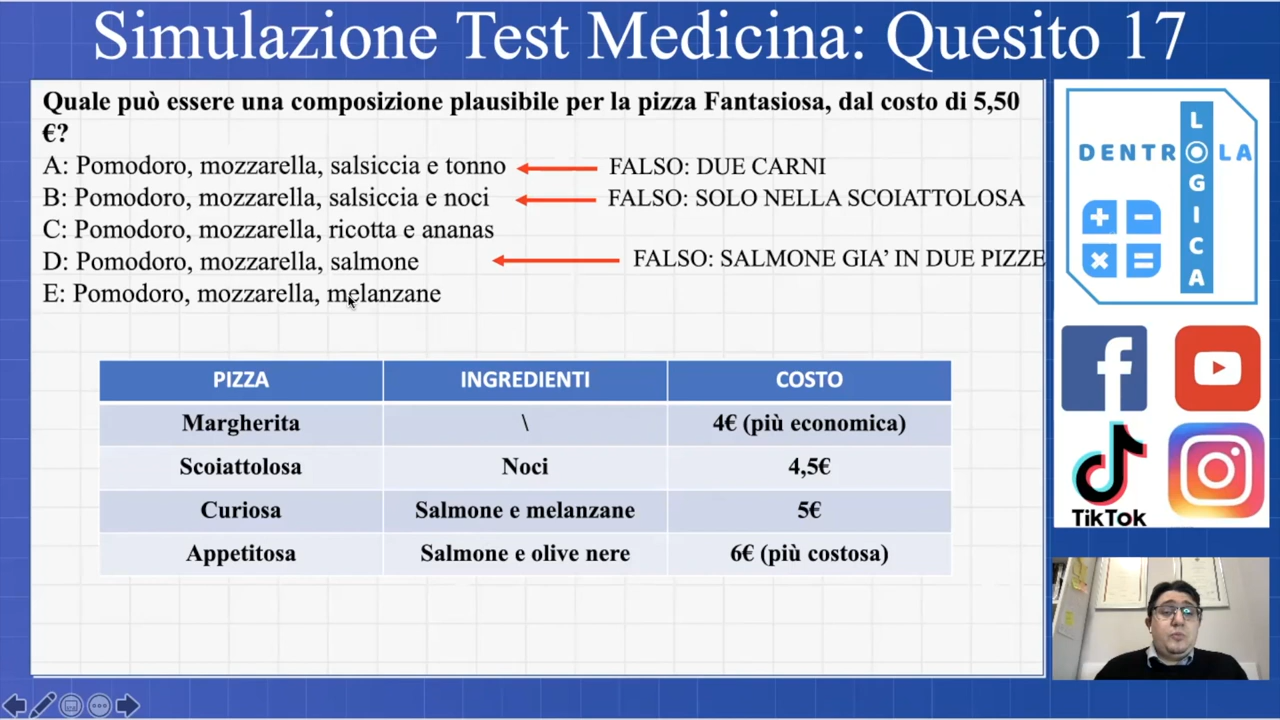 Simulazione Test Medicina: Quesito 17
Quale può essere una composizione plausibile per la pizza Fantasiosa, dal costo di 5,50
€?
A: Pomodoro, mozzarella, salsiccia e tonno
FALSO: DUE CARNI
B: Pomodoro, mozzarella, salsiccia e noci
FALSO: SOLO NELLA SCOIATTOLOSA
C: Pomodoro, mozzarella, ricotta e ananas
D: Pomodoro, mozzarella, salmone
FALSO: SALMONE GIA’ IN DUE PIZZE
E: Pomodoro, mozzarella, melanzane
PIZZA INGREDIENTI COSTO
Margherita \ 4€ (più economica)
Scoiattolosa Noci 4,5€
Curiosa Salmone e melanzane 5€
Appetitosa Salmone e olive nere 6€ (più costosa)
DENTRO LA
LOGICA
TikTok